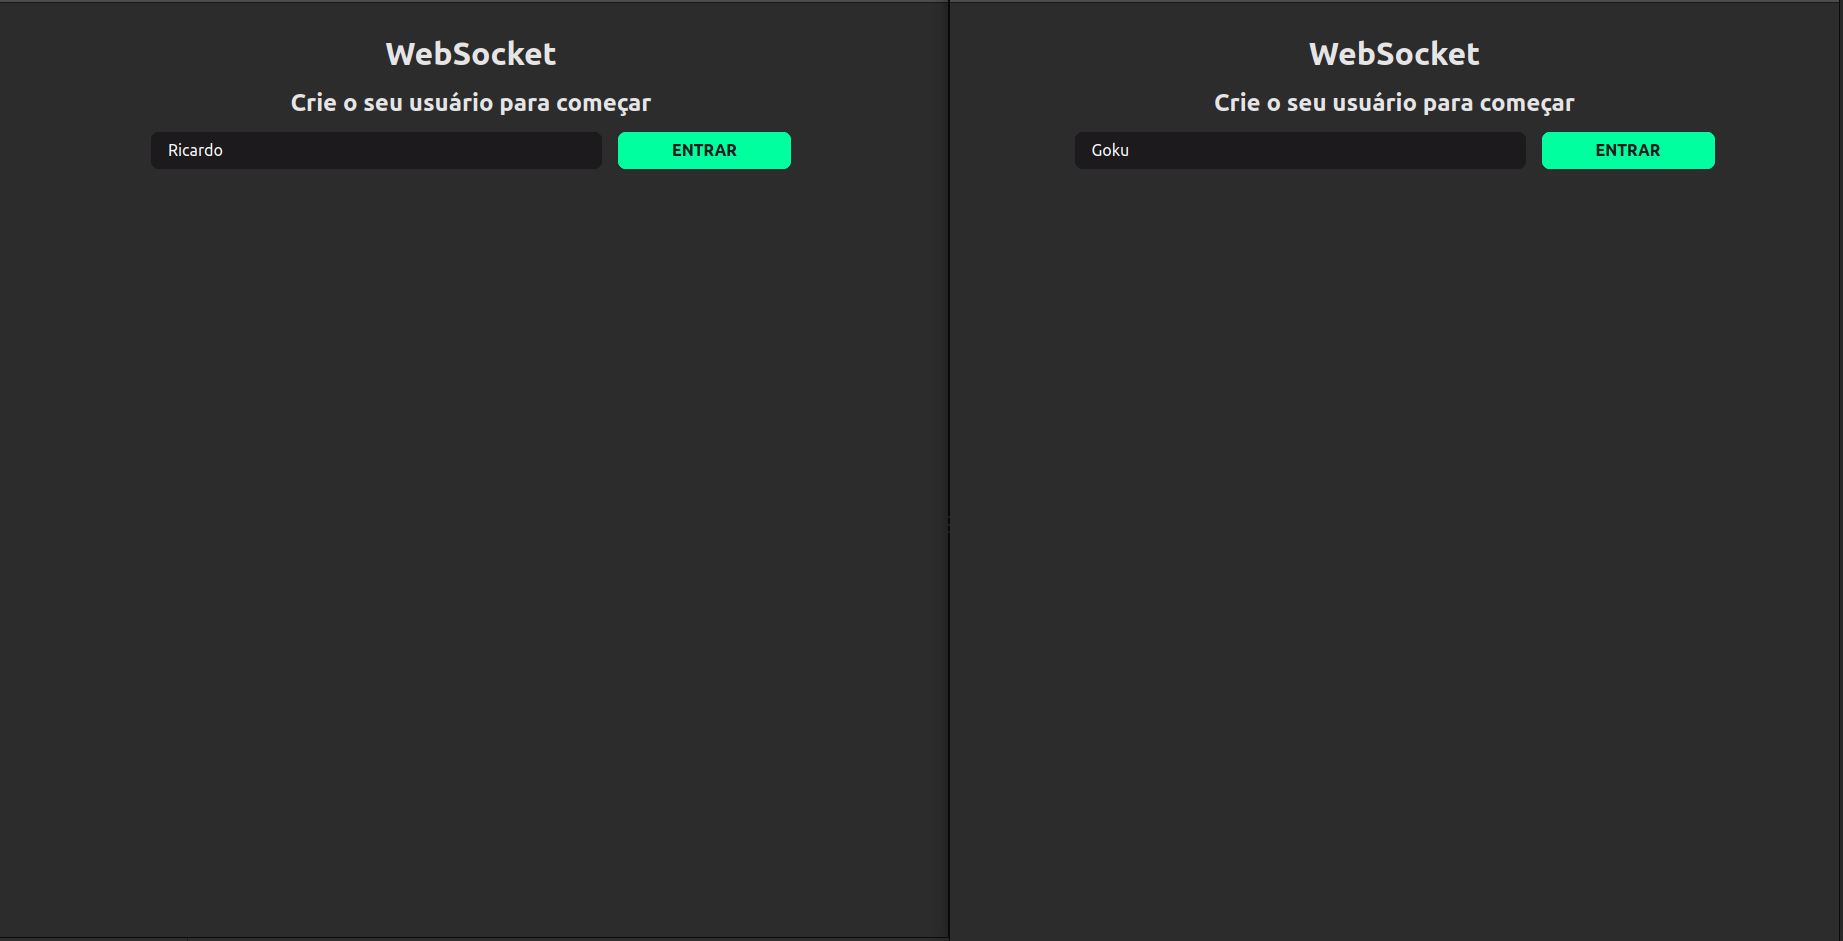 WebSocket
Crie o seu usuário para começar
Ricardo ENTRAR
WebSocket
Crie o seu usuário para começar
Goku ENTRAR